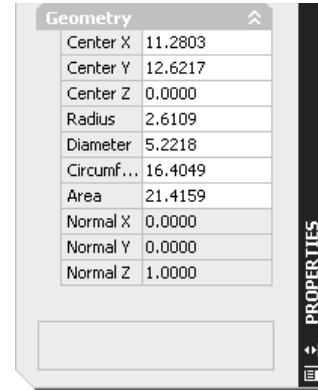 Geometry
Center X 11.2803
Center Y 12.6217
Center Z 0.0000
Radius 2.6109
Diameter 5.2218
Circumf... 16.4049
Area 21.4159
Normal X 0.0000
Normal Y 0.0000
Normal Z 1.0000
PROPERTIES